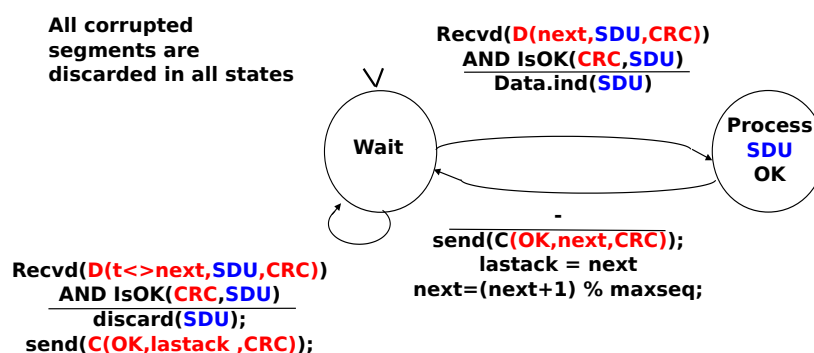 All corrupted
segments are
discarded in all states
Recvd(D(next,SDU,CRC))
AND IsOK(CRC,SDU)
Data.ind(SDU)
Wait
Process
SDU
OK
-
send(C(OK,next,CRC));
lastack = next
next=(next+1) % maxseq;
Recvd(D(t<>next,SDU,CRC))
AND IsOK(CRC,SDU)
discard(SDU);
send(C(OK,lastack ,CRC));